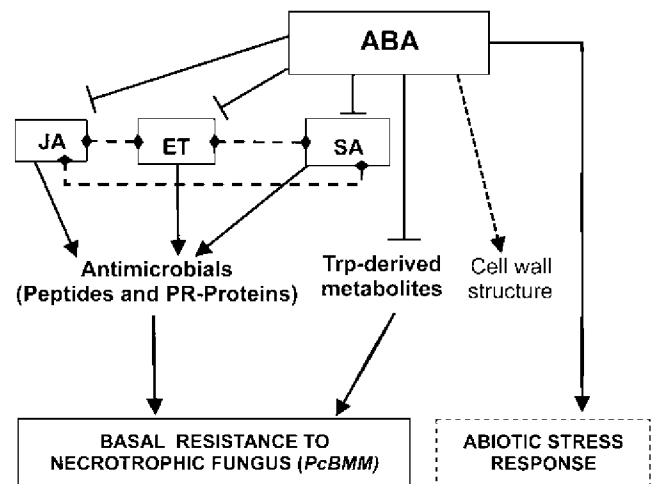 ABA
JA
ET
SA
Antimicrobials
(Peptides and PR-Proteins)
Trp-derived
metabolites
Cell wall
structure
BASAL RESISTANCE TO
NECROTROPHIC FUNGUS (PcBMM)
ABIOTIC STRESS
RESPONSE